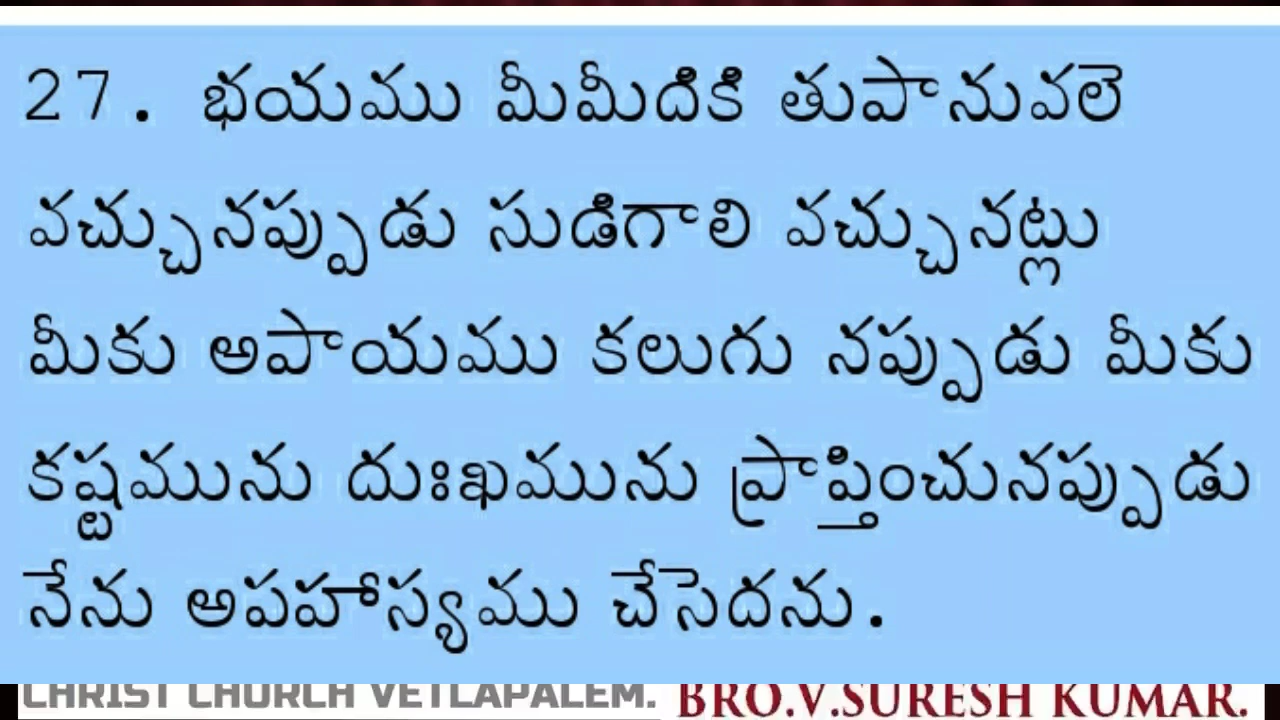 27. భయము మీమీదికి తుపానువలె
వచ్చునప్పుడు సుడిగాలి వచ్చునట్లు
మీకు అపాయము కలుగు నప్పుడు మీకు
కష్టమును దుఃఖమును ప్రాప్తించునప్పుడు
నేను అపహాస్యము చేసెదను.
CHRIST CHURCH VETLAPALEM. BRO.V.SURESH KUMAR.